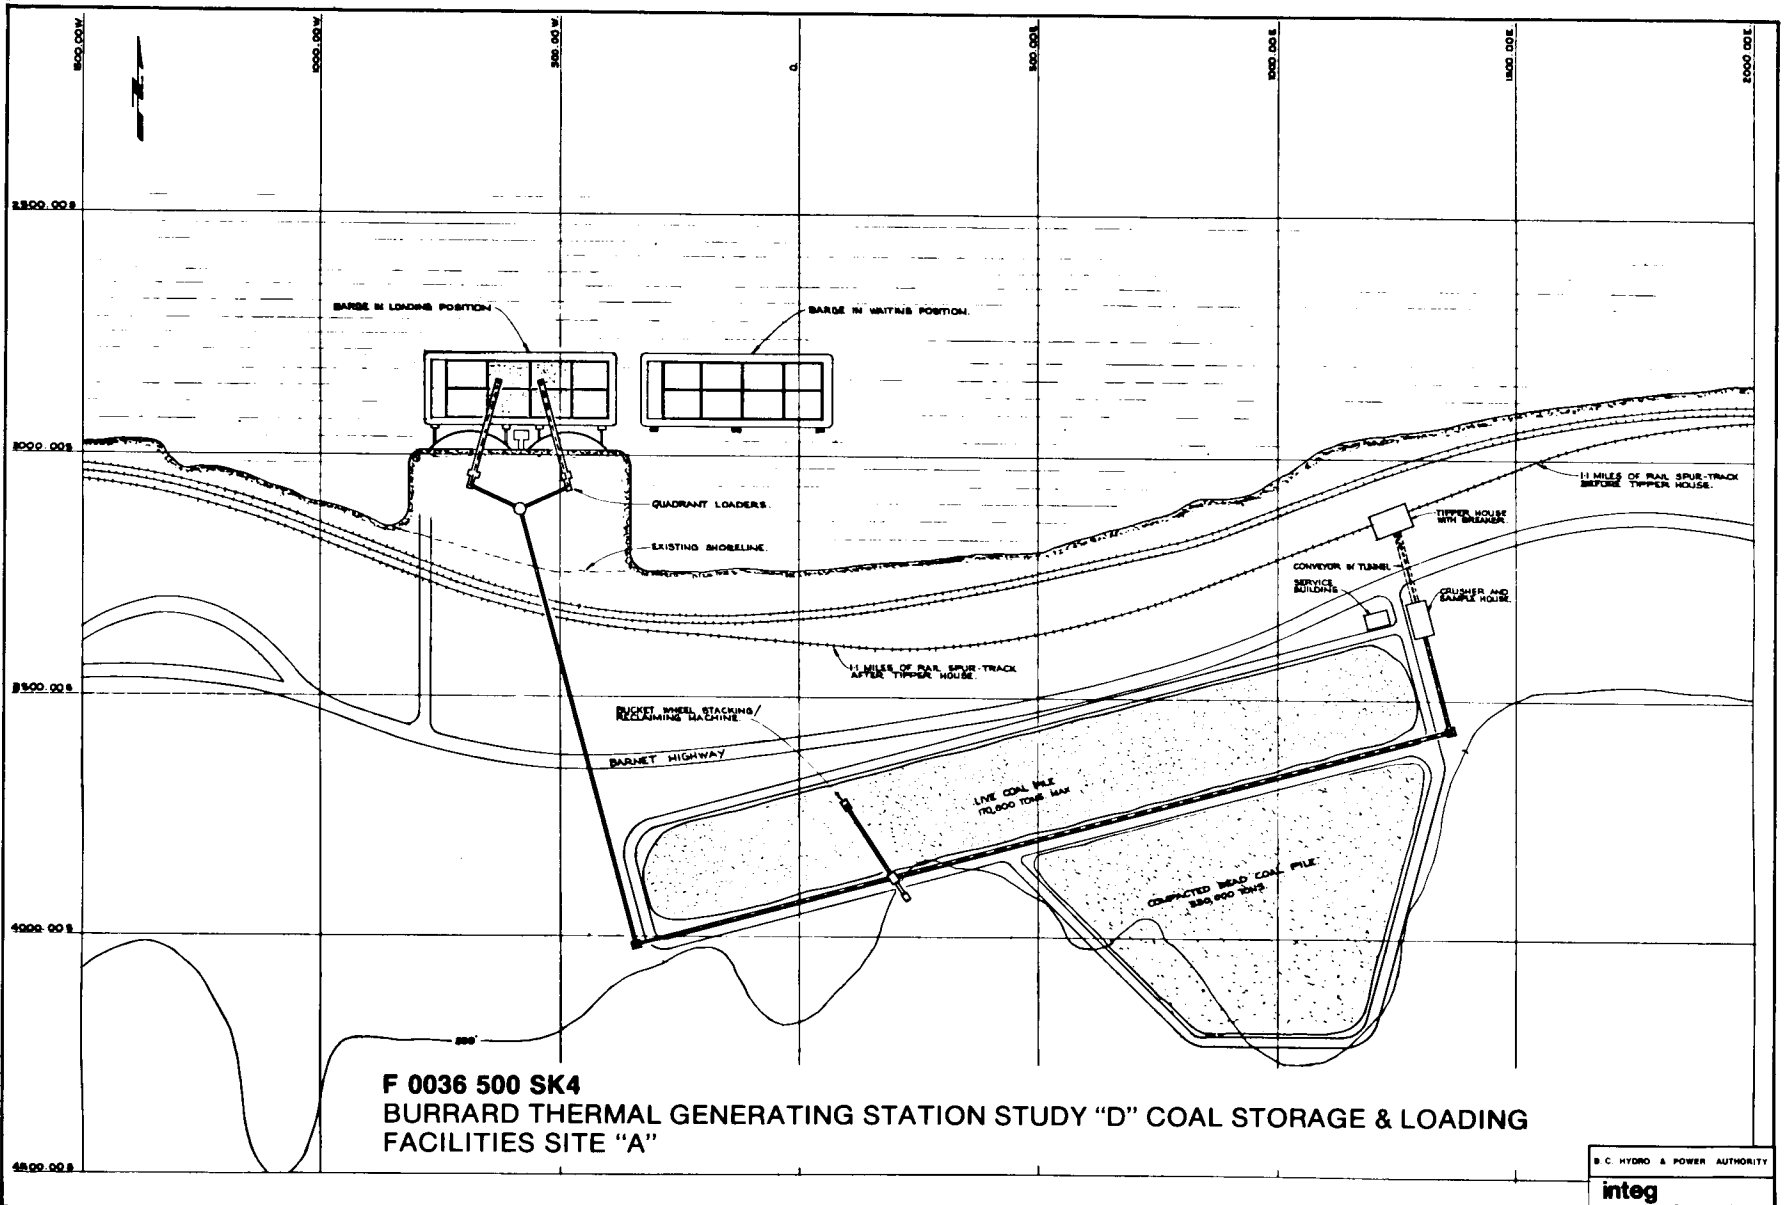 1500.00W
1000.00W
500.00W
0.
500.00E
1000.00E
1500.00E
2000.00E
N
2500.00S
BARGE IN LOADING POSITION
BARGE IN WAITING POSITION.
3000.00S
1·1 MILES OF RAIL SPUR-TRACK
BEFORE TIPPER HOUSE.
QUADRANT LOADERS.
TIPPER HOUSE
WITH BREAKER.
EXISTING SHORELINE.
CONVEYOR IN TUNNEL
SERVICE
BUILDING
CRUSHER AND
SAMPLE HOUSE.
1·1 MILES OF RAIL SPUR-TRACK
AFTER TIPPER HOUSE.
3500.00S
BUCKET WHEEL STACKING/
RECLAIMING MACHINE.
BARNET HIGHWAY
LIVE COAL PILE
170,000 TONS MAX
COMPACTED DEAD COAL PILE
TONS.
4000.00S
F 0036 500 SK4
BURRARD THERMAL GENERATING STATION STUDY “D” COAL STORAGE & LOADING
FACILITIES SITE “A”
4500.00S
B.C. HYDRO & POWER AUTHORITY
integ